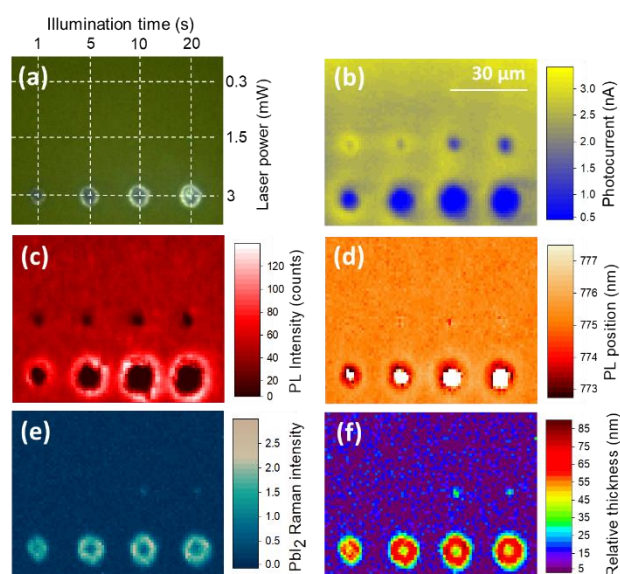 Illumination time (s)
1 5 10 20
(a)
0.3
1.5
3
Laser power (mW)
(b)
30 µm
3.0
2.5
2.0
1.5
1.0
0.5
Photocurrent (nA)
(c)
120
100
80
60
40
20
0
PL Intensity (counts)
(d)
777
776
775
774
773
PL position (nm)
(e)
2.5
2.0
1.5
1.0
0.5
0.0
PbI₂ Raman intensity
(f)
85
75
65
55
45
35
25
15
5
Relative thickness (nm)